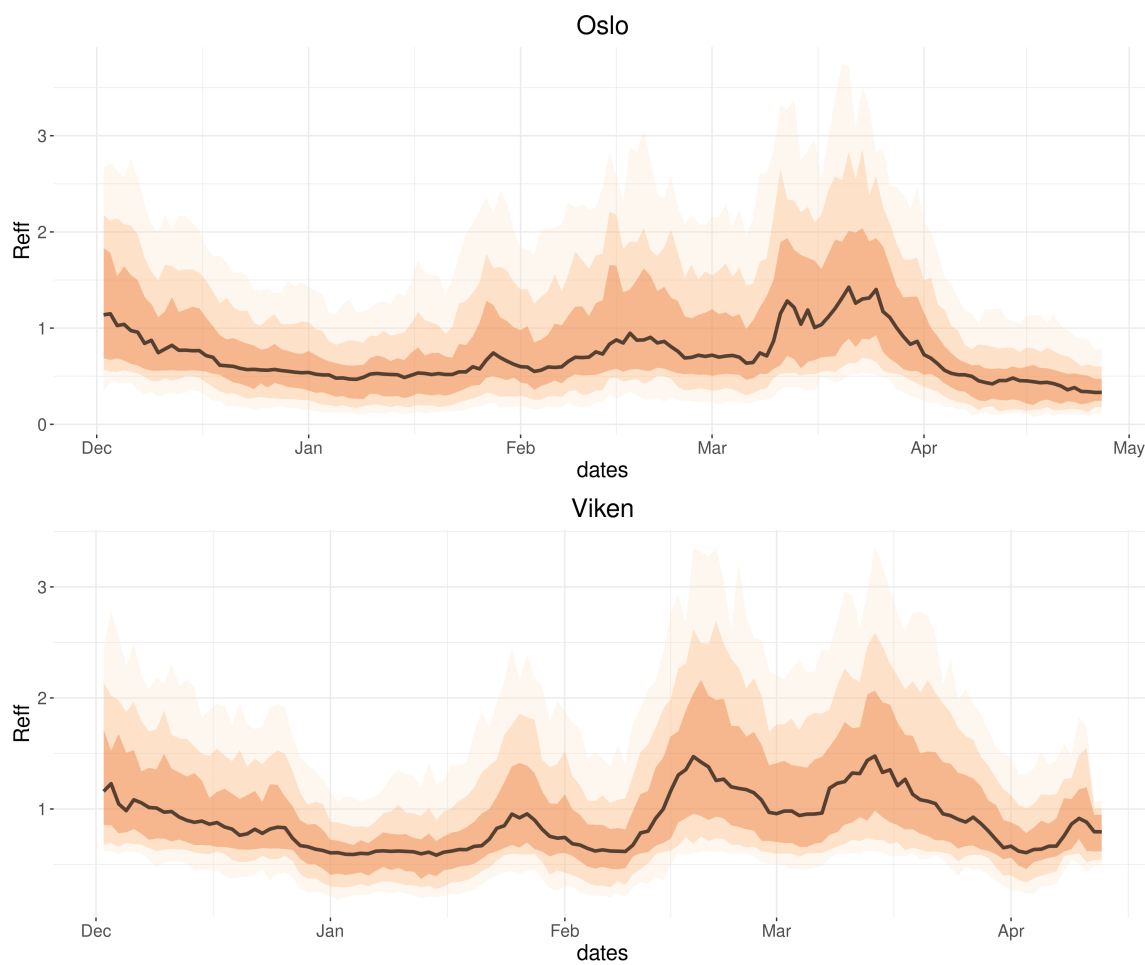 Oslo
3
2
1
0
Reff
Dec Jan Feb Mar Apr May
dates
Viken
3
2
1
Reff
Dec Jan Feb Mar Apr
dates